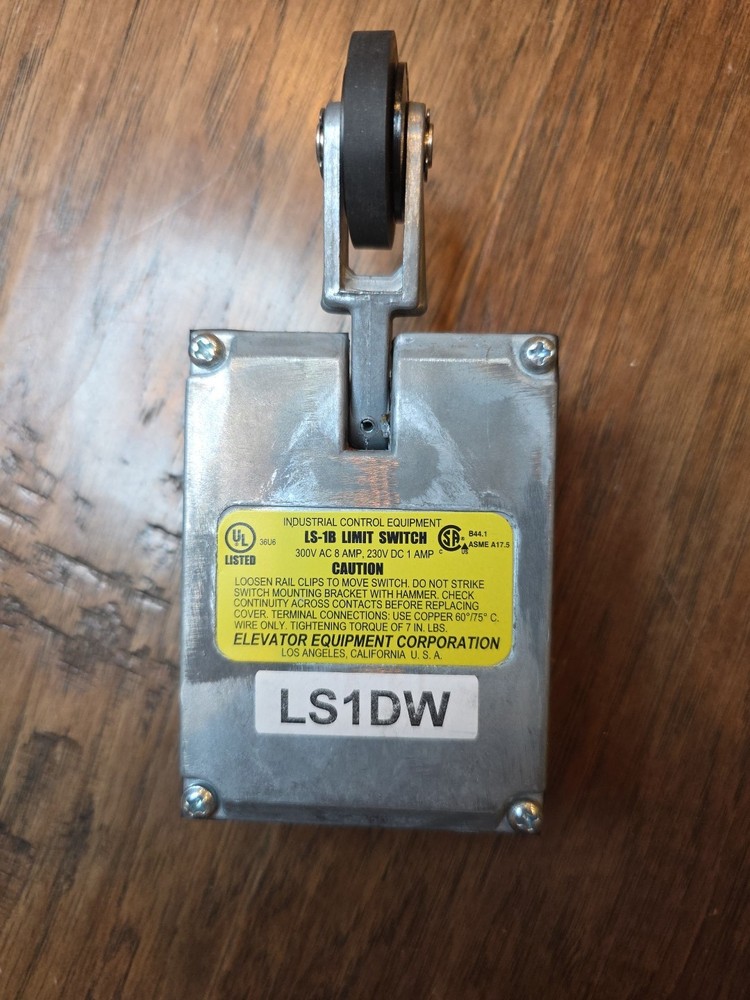 INDUSTRIAL CONTROL EQUIPMENT
UL LISTED 36U6
LS-1B LIMIT SWITCH
300V AC 8 AMP, 230V DC 1 AMP
C SA® US B44.1 ASME A17.5
CAUTION
LOOSEN RAIL CLIPS TO MOVE SWITCH. DO NOT STRIKE
SWITCH MOUNTING BRACKET WITH HAMMER. CHECK
CONTINUITY ACROSS CONTACTS BEFORE REPLACING
COVER. TERMINAL CONNECTIONS: USE COPPER 60°/75° C.
WIRE ONLY. TIGHTENING TORQUE OF 7 IN. LBS.
ELEVATOR EQUIPMENT CORPORATION
LOS ANGELES, CALIFORNIA U. S. A.
LS1DW